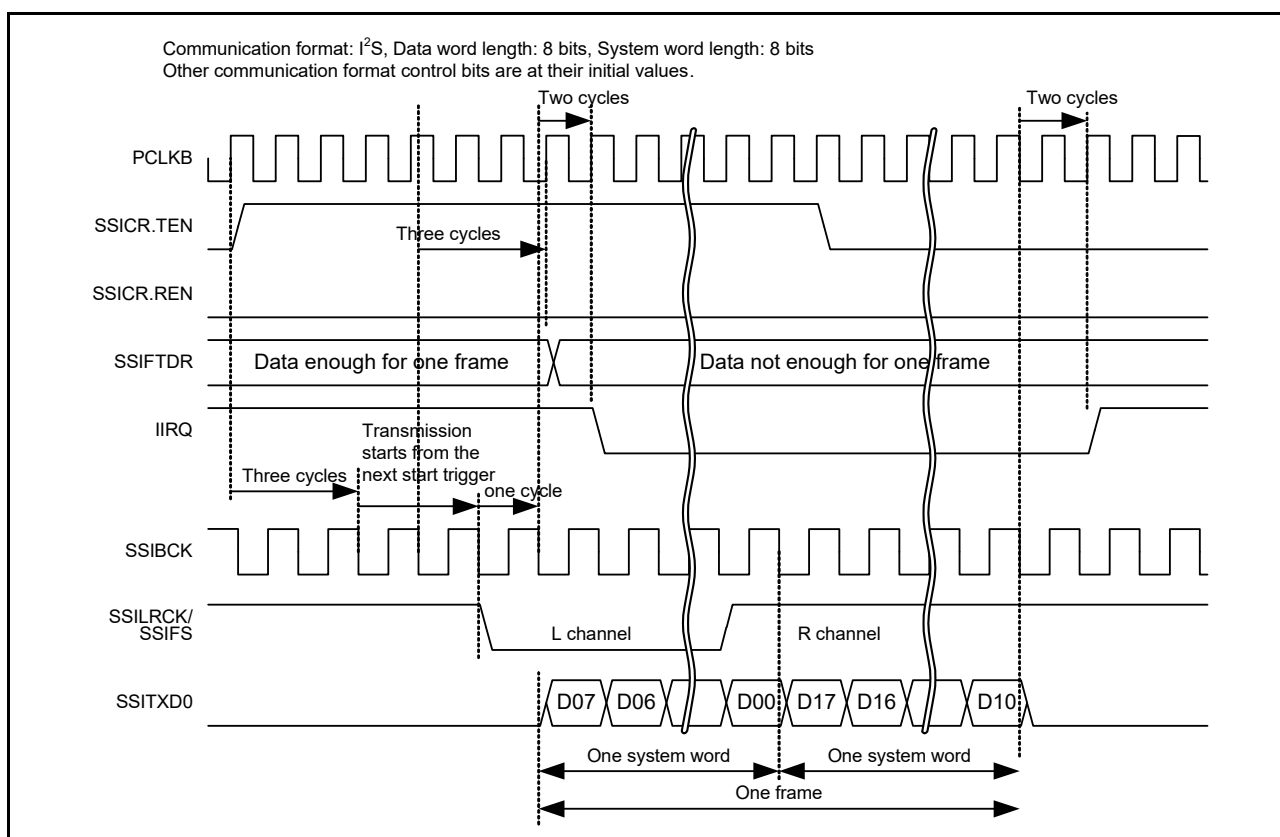 Communication format: I²S, Data word length: 8 bits, System word length: 8 bits
Other communication format control bits are at their initial values.
Two cycles
Two cycles
PCLKB
SSICR.TEN
Three cycles
SSICR.REN
SSIFTDR
Data enough for one frame
Data not enough for one frame
IIRQ
Transmission
starts from the
next start trigger
Three cycles
one cycle
SSIBCK
SSILRCK/
SSIFS
L channel
R channel
SSITXD0
D07
D06
D00
D17
D16
D10
One system word
One system word
One frame